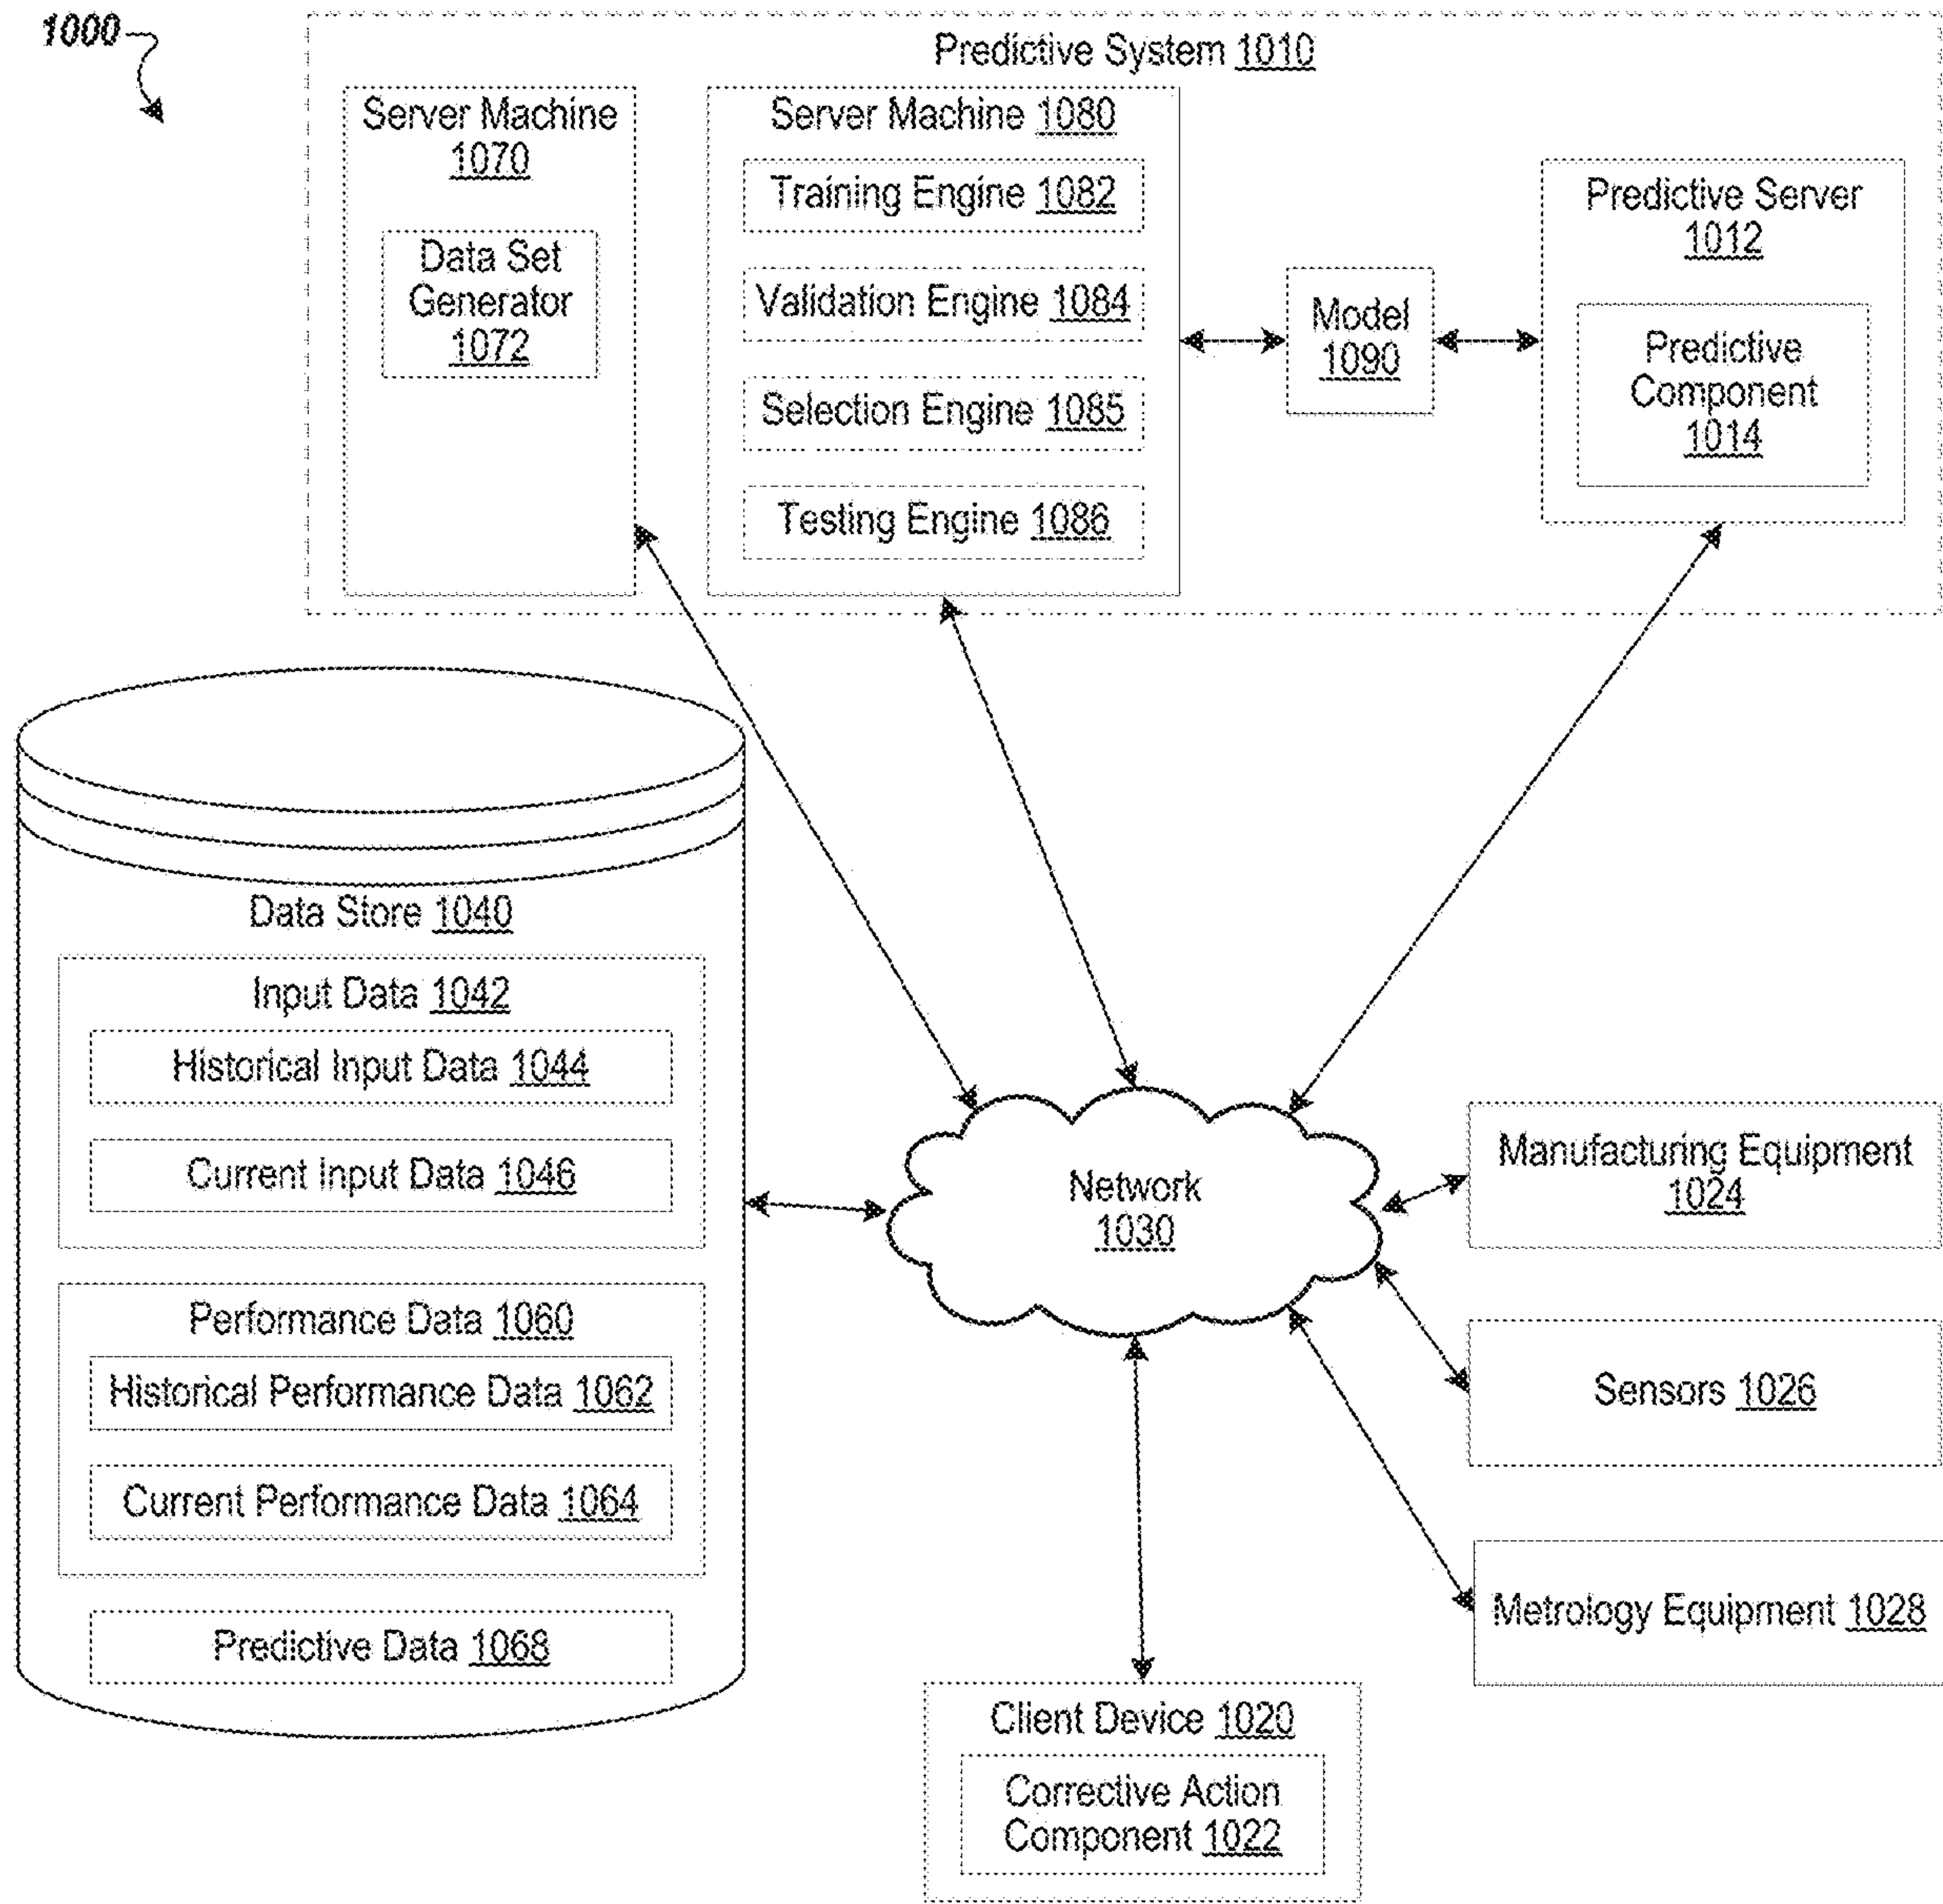 1000
Predictive System 1010
Server Machine
1070
Data Set
Generator
1072
Server Machine 1080
Training Engine 1082
Validation Engine 1084
Selection Engine 1085
Testing Engine 1086
Model
1090
Predictive Server
1012
Predictive
Component
1014
Data Store 1040
Input Data 1042
Historical Input Data 1044
Current Input Data 1046
Performance Data 1060
Historical Performance Data 1062
Current Performance Data 1064
Predictive Data 1068
Network
1030
Manufacturing Equipment
1024
Sensors 1026
Metrology Equipment 1028
Client Device 1020
Corrective Action
Component 1022